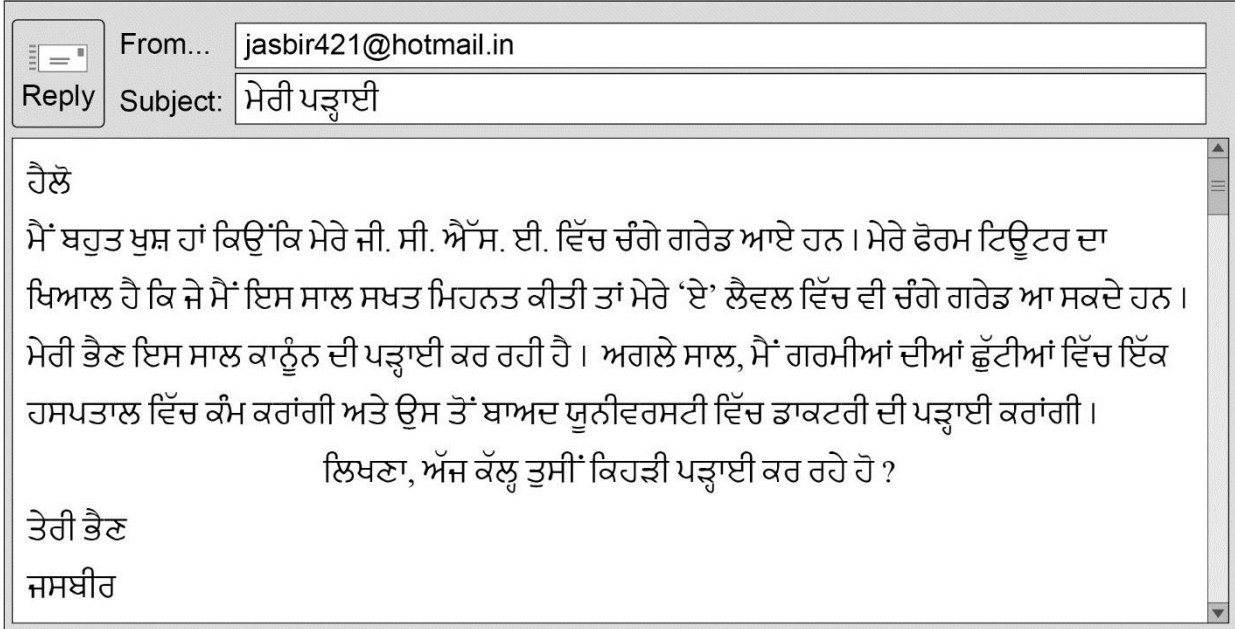 From... jasbir421@hotmail.in
Reply Subject: ਮੇਰੀ ਪੜ੍ਹਾਈ
ਹੈਲੋ
ਮੈਂ ਬਹੁਤ ਖੁਸ਼ ਹਾਂ ਕਿਉਂਕਿ ਮੇਰੇ ਜੀ. ਸੀ. ਐੱਸ. ਈ. ਵਿੱਚ ਚੰਗੇ ਗਰੇਡ ਆਏ ਹਨ। ਮੇਰੇ ਫੋਰਮ ਟਿਊਟਰ ਦਾ
ਖਿਆਲ ਹੈ ਕਿ ਜੇ ਮੈਂ ਇਸ ਸਾਲ ਸਖਤ ਮਿਹਨਤ ਕੀਤੀ ਤਾਂ ਮੇਰੇ ‘ਏ’ ਲੈਵਲ ਵਿੱਚ ਵੀ ਚੰਗੇ ਗਰੇਡ ਆ ਸਕਦੇ ਹਨ।
ਮੇਰੀ ਭੈਣ ਇਸ ਸਾਲ ਕਾਨੂੰਨ ਦੀ ਪੜ੍ਹਾਈ ਕਰ ਰਹੀ ਹੈ। ਅਗਲੇ ਸਾਲ, ਮੈਂ ਗਰਮੀਆਂ ਦੀਆਂ ਛੁੱਟੀਆਂ ਵਿੱਚ ਇੱਕ
ਹਸਪਤਾਲ ਵਿੱਚ ਕੰਮ ਕਰਾਂਗੀ ਅਤੇ ਉਸ ਤੋਂ ਬਾਅਦ ਯੂਨੀਵਰਸਟੀ ਵਿੱਚ ਡਾਕਟਰੀ ਦੀ ਪੜ੍ਹਾਈ ਕਰਾਂਗੀ।
ਲਿਖਣਾ, ਅੱਜ ਕੱਲ੍ਹ ਤੁਸੀਂ ਕਿਹੜੀ ਪੜ੍ਹਾਈ ਕਰ ਰਹੇ ਹੋ ?
ਤੇਰੀ ਭੈਣ
ਜਸਬੀਰ